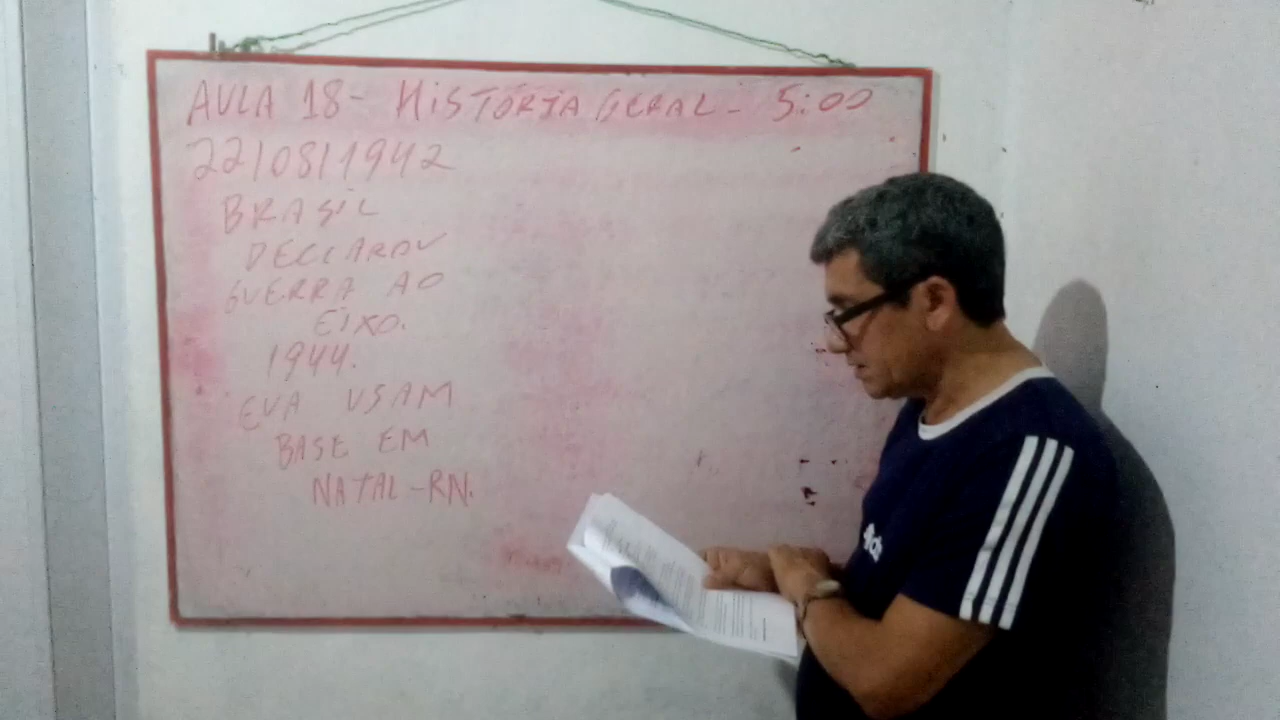 AULA 18 - HISTÓRIA GERAL - 5:00
22/08/1942
BRASIL
DECLAROU
GUERRA AO
EIXO.
1944.
EUA USAM
BASE EM
NATAL-RN.